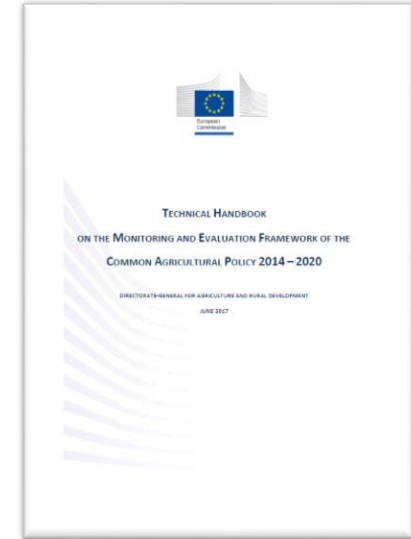 European
Commission
TECHNICAL HANDBOOK
ON THE MONITORING AND EVALUATION FRAMEWORK OF THE
COMMON AGRICULTURAL POLICY 2014 – 2020
DIRECTORATE-GENERAL FOR AGRICULTURE AND RURAL DEVELOPMENT
JUNE 2017